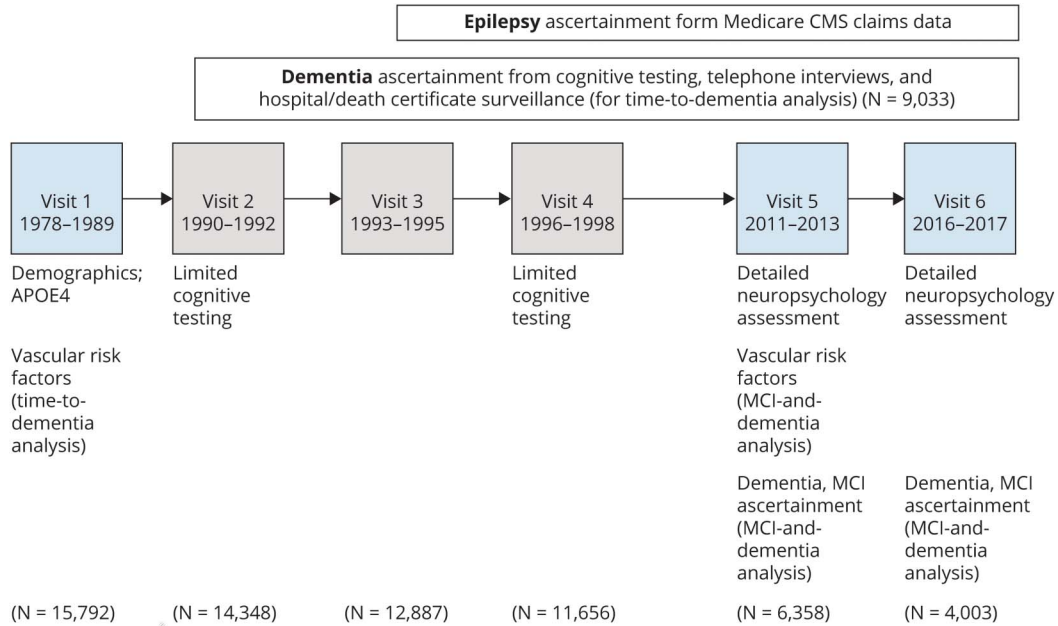 Epilepsy ascertainment form Medicare CMS claims data
Dementia ascertainment from cognitive testing, telephone interviews, and
hospital/death certificate surveillance (for time-to-dementia analysis) (N = 9,033)
Visit 1
1978–1989
Visit 2
1990–1992
Visit 3
1993–1995
Visit 4
1996–1998
Visit 5
2011–2013
Visit 6
2016–2017
Demographics;
APOE4
Vascular risk
factors
(time-to-
dementia
analysis)
Limited
cognitive
testing
Limited
cognitive
testing
Detailed
neuropsychology
assessment
Vascular risk
factors
(MCI-and-
dementia
analysis)
Dementia, MCI
ascertainment
(MCI-and-
dementia
analysis)
Detailed
neuropsychology
assessment
Dementia, MCI
ascertainment
(MCI-and-
dementia
analysis)
(N = 15,792)
(N = 14,348)
(N = 12,887)
(N = 11,656)
(N = 6,358)
(N = 4,003)